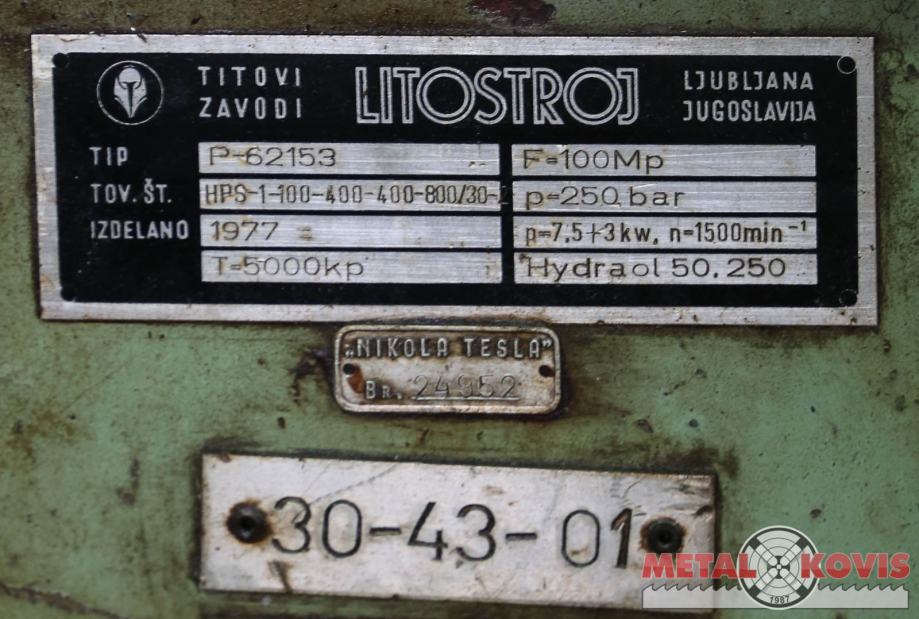 TITOVI ZAVODI LITOSTROJ LJUBLJANA JUGOSLAVIJA
TIP P-62153 F=100Mp
TOV. ŠT. HPS-1-100-400-400-800/30- p=250 bar
IZDELANO 1977 p=7,5+3kw, n=1500min⁻¹
T=5000kp Hydraol 50.250
„NIKOLA TESLA”
Br. 24952
30-43-01
METAL KOVIS
1987